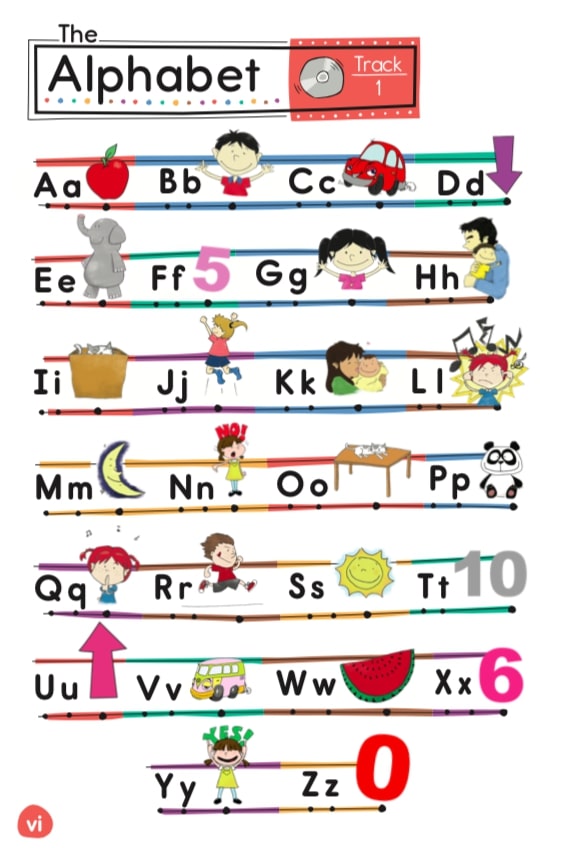 The
Alphabet
Track
1
Aa Bb Cc Dd
Ee Ff 5 Gg Hh
Ii Jj Kk Ll
NO!
Mm Nn Oo Pp
Qq Rr Ss Tt 10
Uu Vv Ww Xx 6
YES!
Yy Zz 0
vi